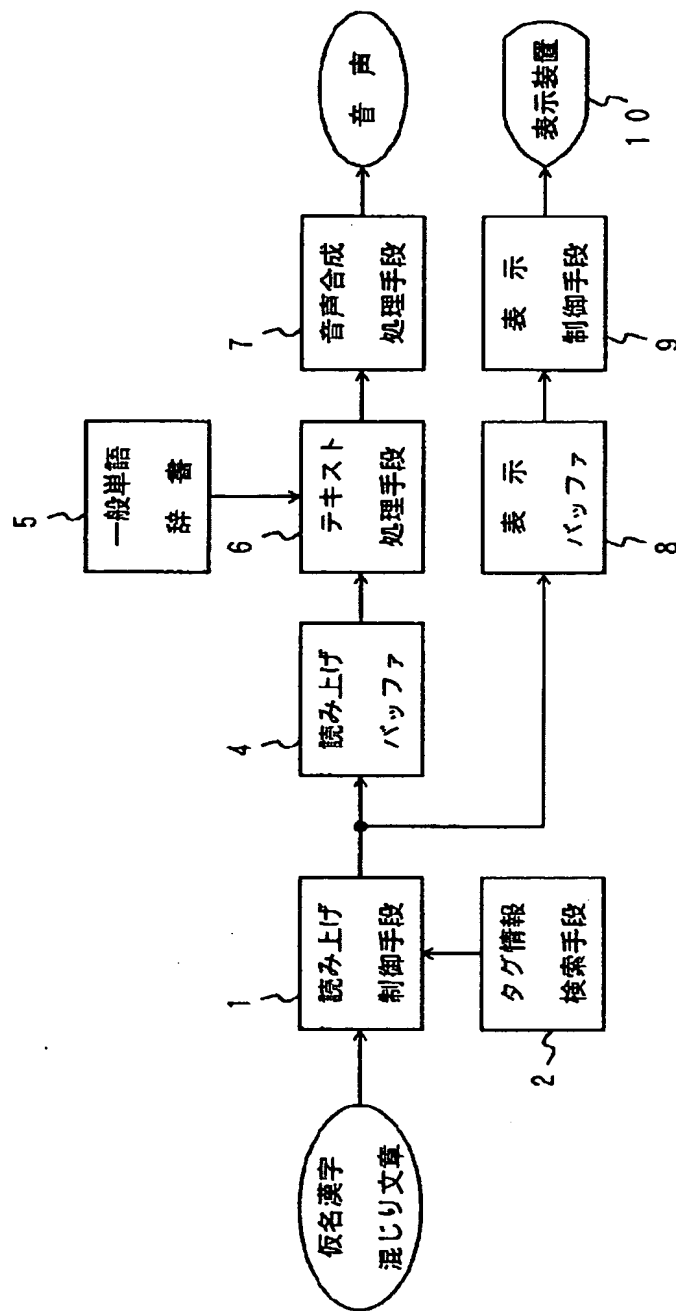 仮名漢字
混じり文章
1
読み上げ
制御手段
タグ情報
検索手段
2
4
読み上げ
バッファ
5
一般単語
辞書
6
テキスト
処理手段
7
音声合成
処理手段
音声
表示
バッファ
8
表示
制御手段
9
表示装置
10